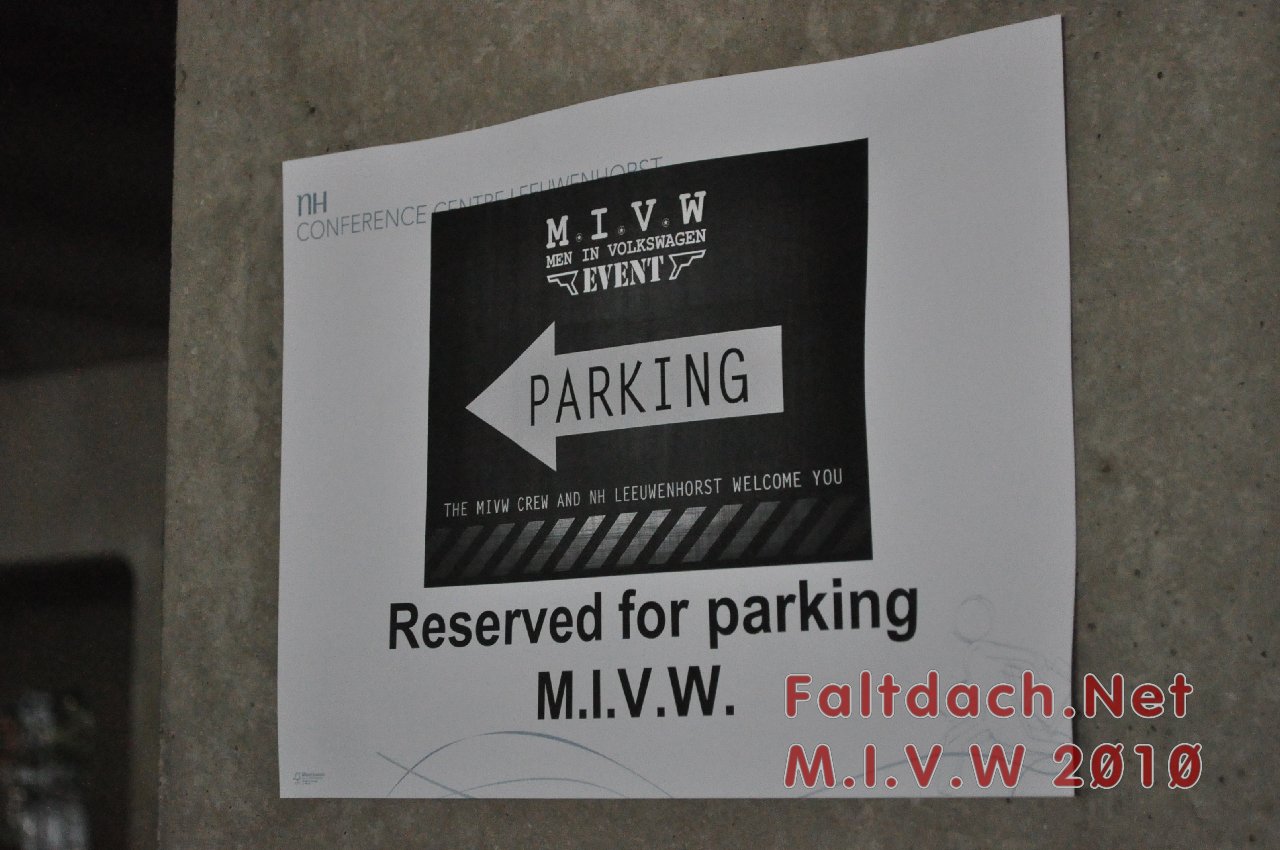 nH
CONFERENCE CENTRE LEEUWENHORST
M.I.V.W
MEN IN VOLKSWAGEN
EVENT
PARKING
THE MIVW CREW AND NH LEEUWENHORST WELCOME YOU
Reserved for parking
M.I.V.W.
Faltdach.Net
M.I.V.W 2010